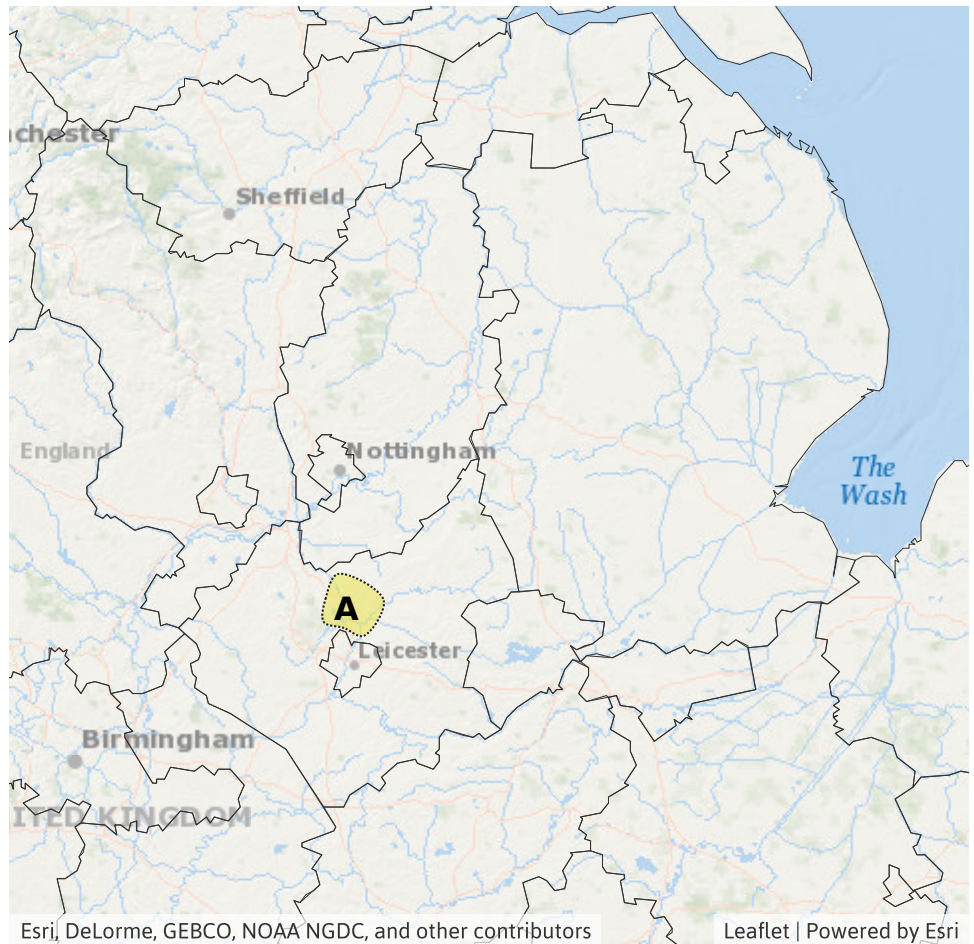 nchester
Sheffield
England
Nottingham
The
Wash
A
Leicester
Birmingham
ITED KINGDOM
Esri, DeLorme, GEBCO, NOAA NGDC, and other contributors
Leaflet | Powered by Esri